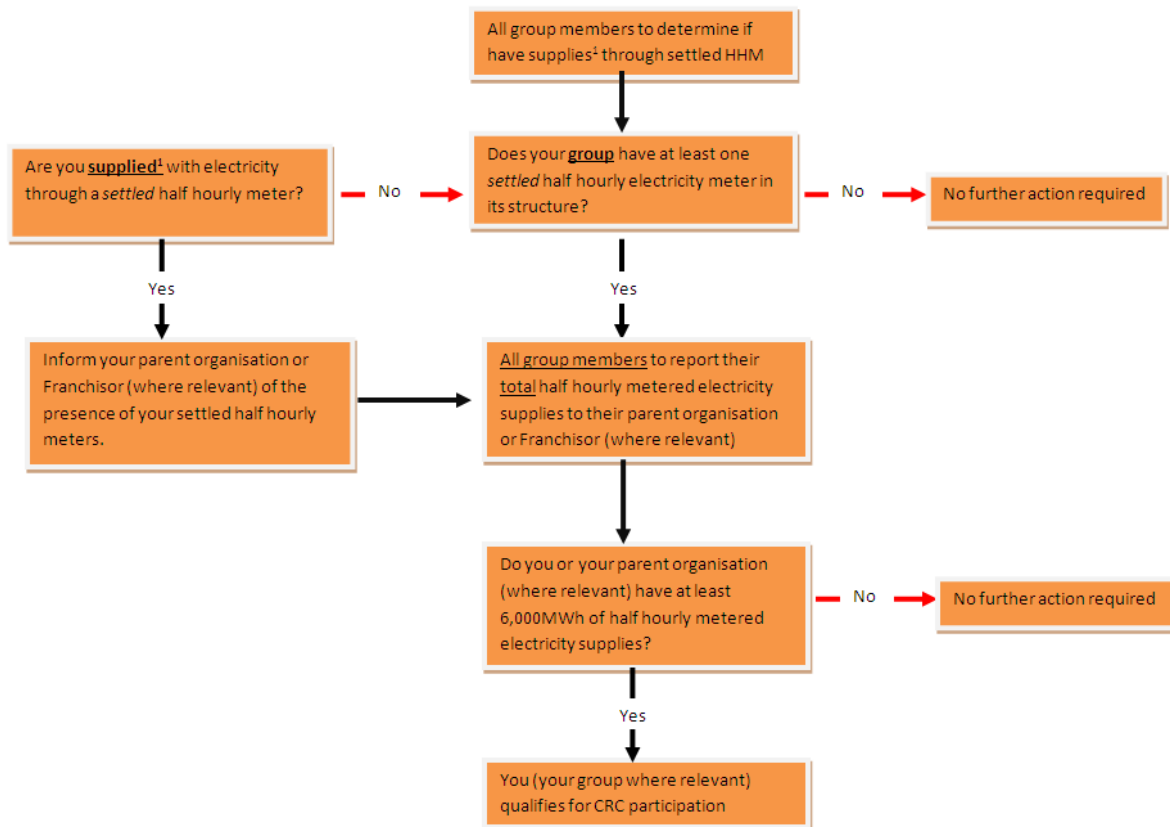 All group members to determine if
have supplies¹ through settled HHM
Are you supplied¹ with electricity
through a settled half hourly meter?
No
Does your group have at least one
settled half hourly electricity meter in
its structure?
No
No further action required
Yes
Yes
Inform your parent organisation or
Franchisor (where relevant) of the
presence of your settled half hourly
meters.
All group members to report their
total half hourly metered electricity
supplies to their parent organisation
or Franchisor (where relevant)
Do you or your parent organisation
(where relevant) have at least
6,000MWh of half hourly metered
electricity supplies?
No
No further action required
Yes
You (your group where relevant)
qualifies for CRC participation